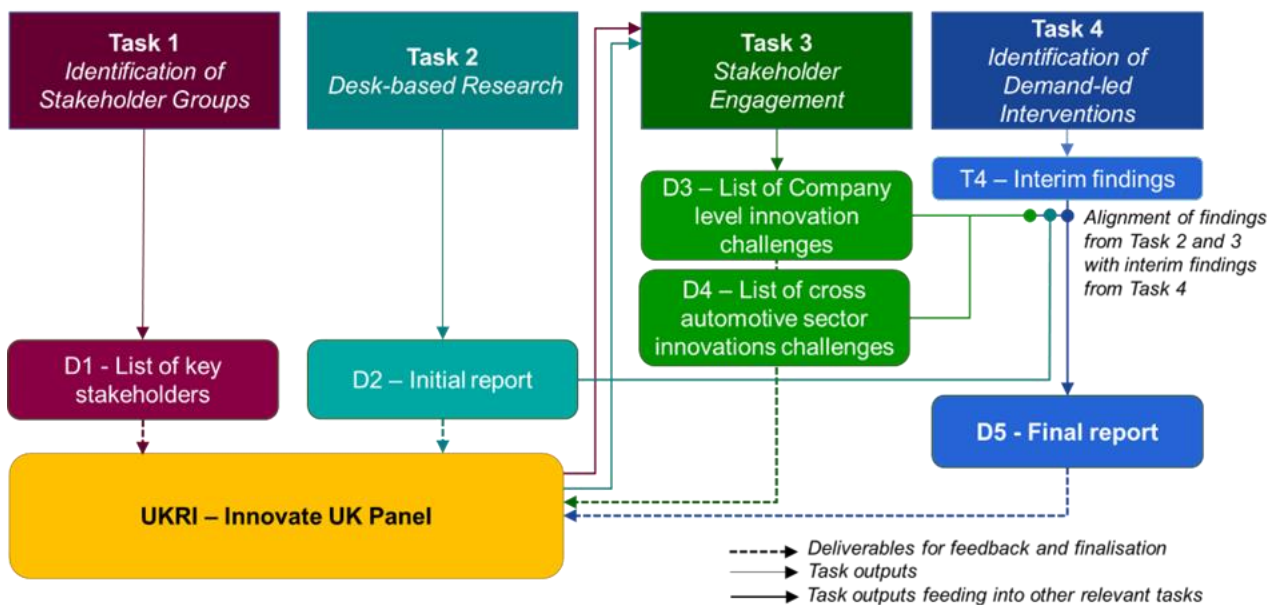 Task 1
Identification of
Stakeholder Groups
Task 2
Desk-based Research
Task 3
Stakeholder
Engagement
Task 4
Identification of
Demand-led
Interventions
T4 – Interim findings
D3 – List of Company
level innovation
challenges
Alignment of findings
from Task 2 and 3
with interim findings
from Task 4
D4 – List of cross
automotive sector
innovations challenges
D1 - List of key
stakeholders
D2 – Initial report
D5 - Final report
UKRI – Innovate UK Panel
Deliverables for feedback and finalisation
Task outputs
Task outputs feeding into other relevant tasks